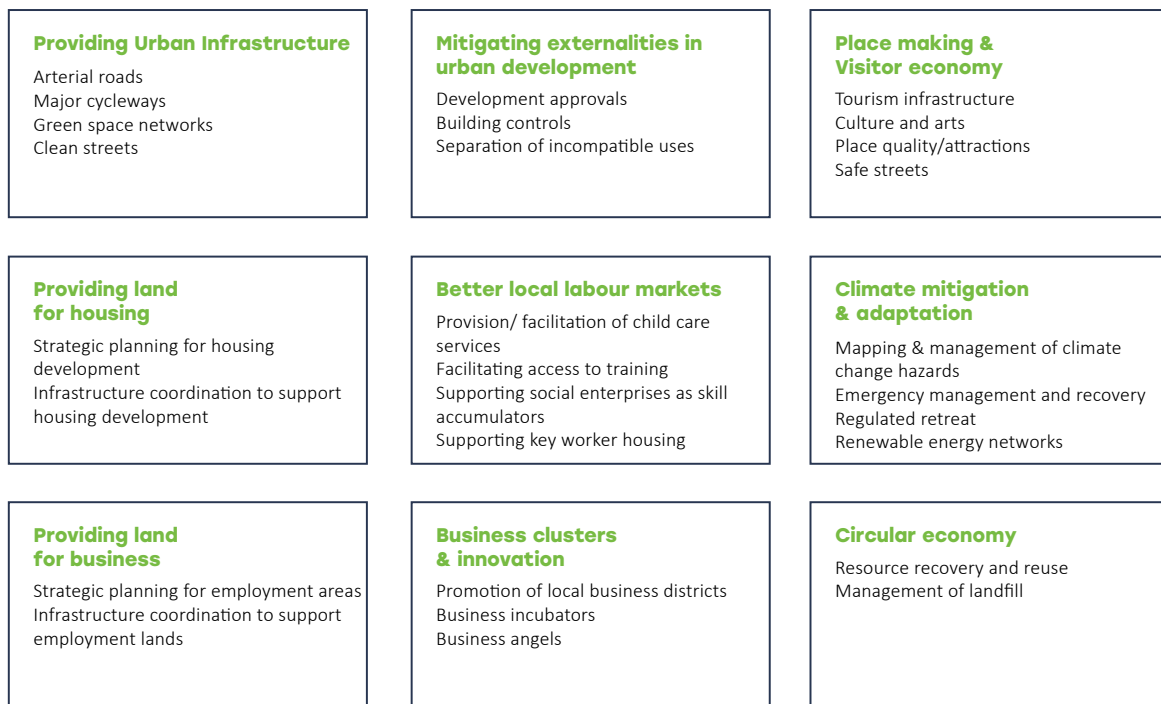 Providing Urban Infrastructure
Arterial roads
Major cycleways
Green space networks
Clean streets
Mitigating externalities in
urban development
Development approvals
Building controls
Separation of incompatible uses
Place making &
Visitor economy
Tourism infrastructure
Culture and arts
Place quality/attractions
Safe streets
Providing land
for housing
Strategic planning for housing
development
Infrastructure coordination to support
housing development
Better local labour markets
Provision/ facilitation of child care
services
Facilitating access to training
Supporting social enterprises as skill
accumulators
Supporting key worker housing
Climate mitigation
& adaptation
Mapping & management of climate
change hazards
Emergency management and recovery
Regulated retreat
Renewable energy networks
Providing land
for business
Strategic planning for employment areas
Infrastructure coordination to support
employment lands
Business clusters
& innovation
Promotion of local business districts
Business incubators
Business angels
Circular economy
Resource recovery and reuse
Management of landfill